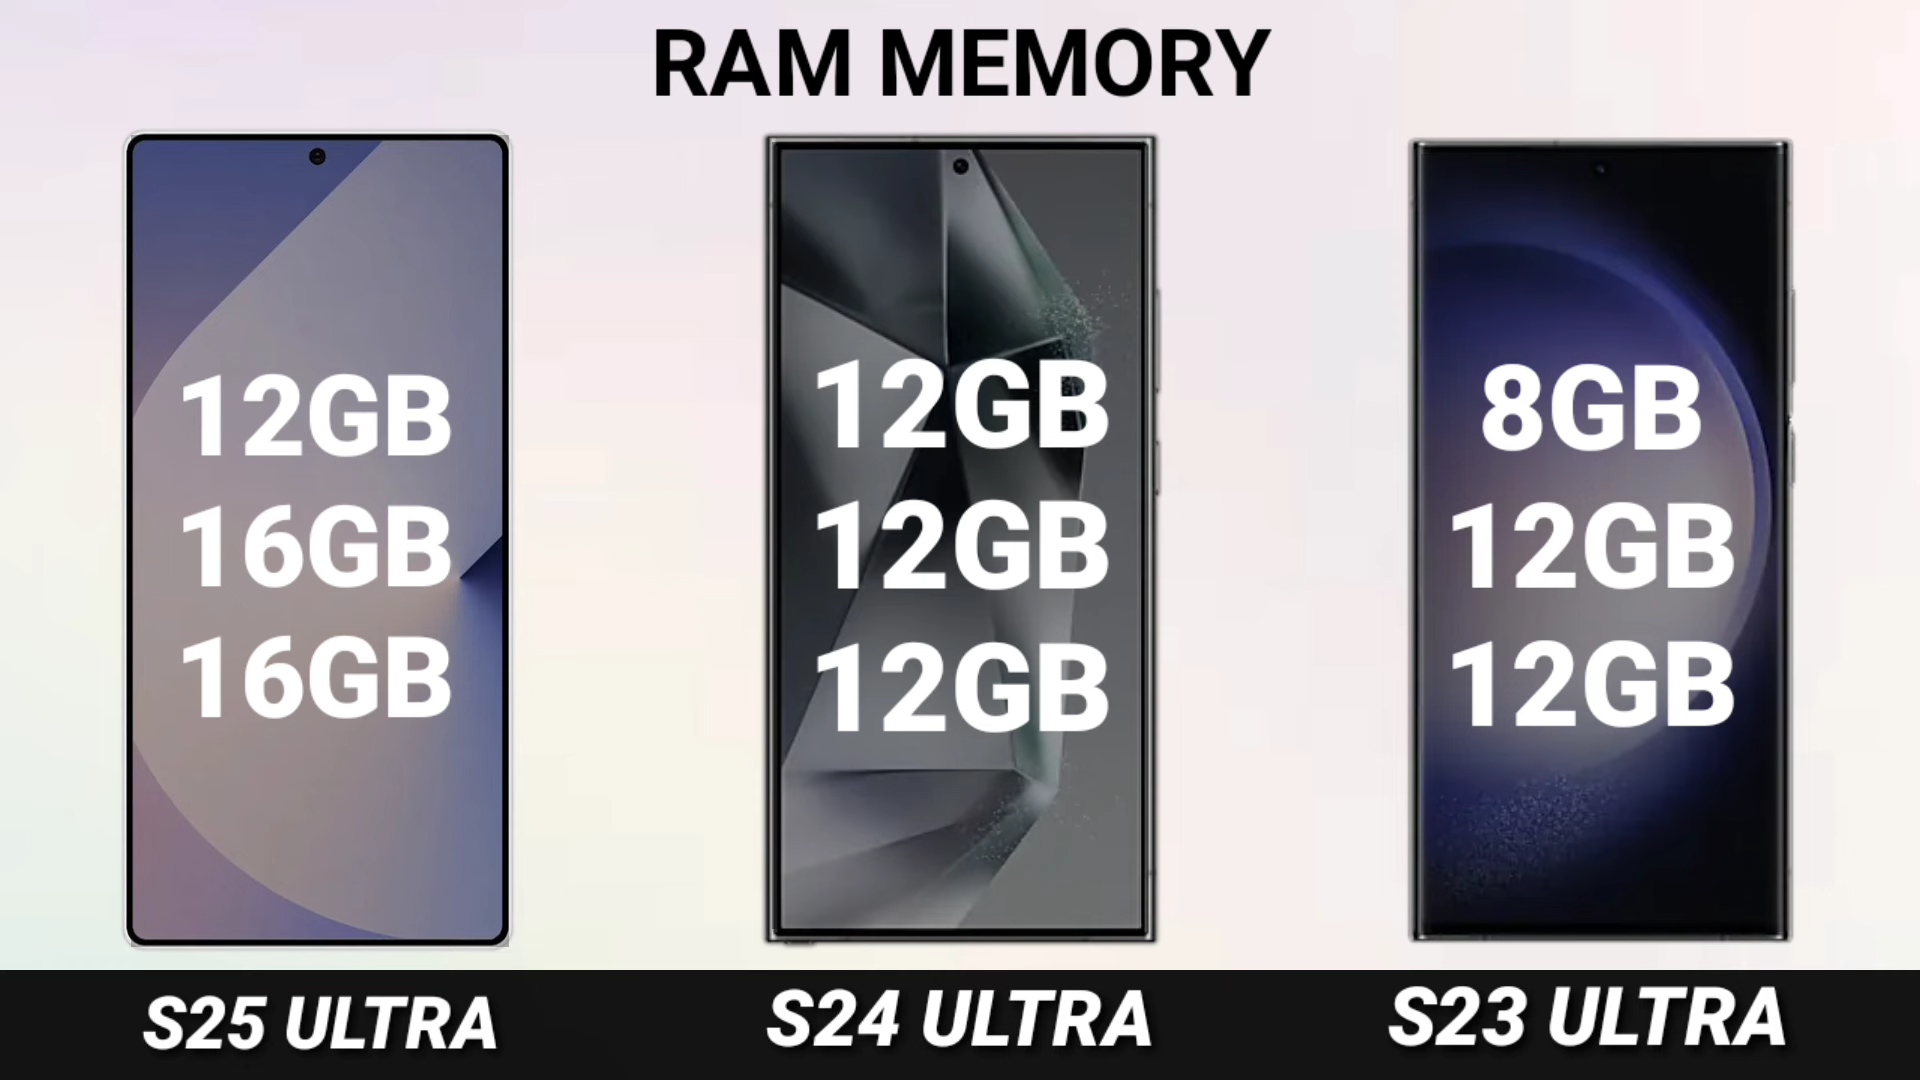 RAM MEMORY
12GB
16GB
16GB
12GB
12GB
12GB
8GB
12GB
12GB
S25 ULTRA
S24 ULTRA
S23 ULTRA